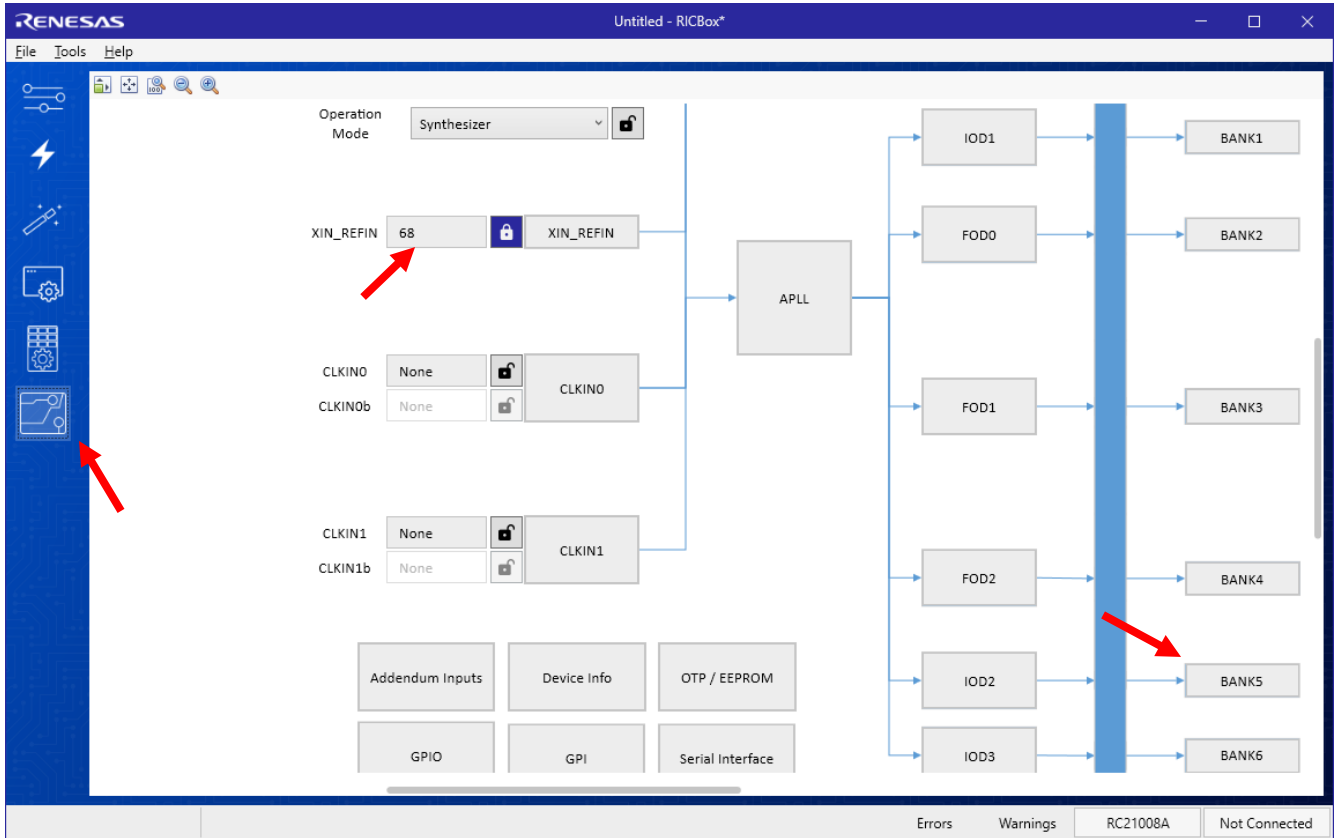 RENESAS
Untitled - RICBox*
File Tools Help
Operation
Mode
Synthesizer
XIN_REFIN 68 XIN_REFIN
CLKIN0 None
CLKIN0b None
CLKIN0
CLKIN1 None
CLKIN1b None
CLKIN1
APLL
IOD1
FOD0
FOD1
FOD2
IOD2
IOD3
BANK1
BANK2
BANK3
BANK4
BANK5
BANK6
Addendum Inputs Device Info OTP / EEPROM
GPIO GPI Serial Interface
Errors Warnings RC21008A Not Connected